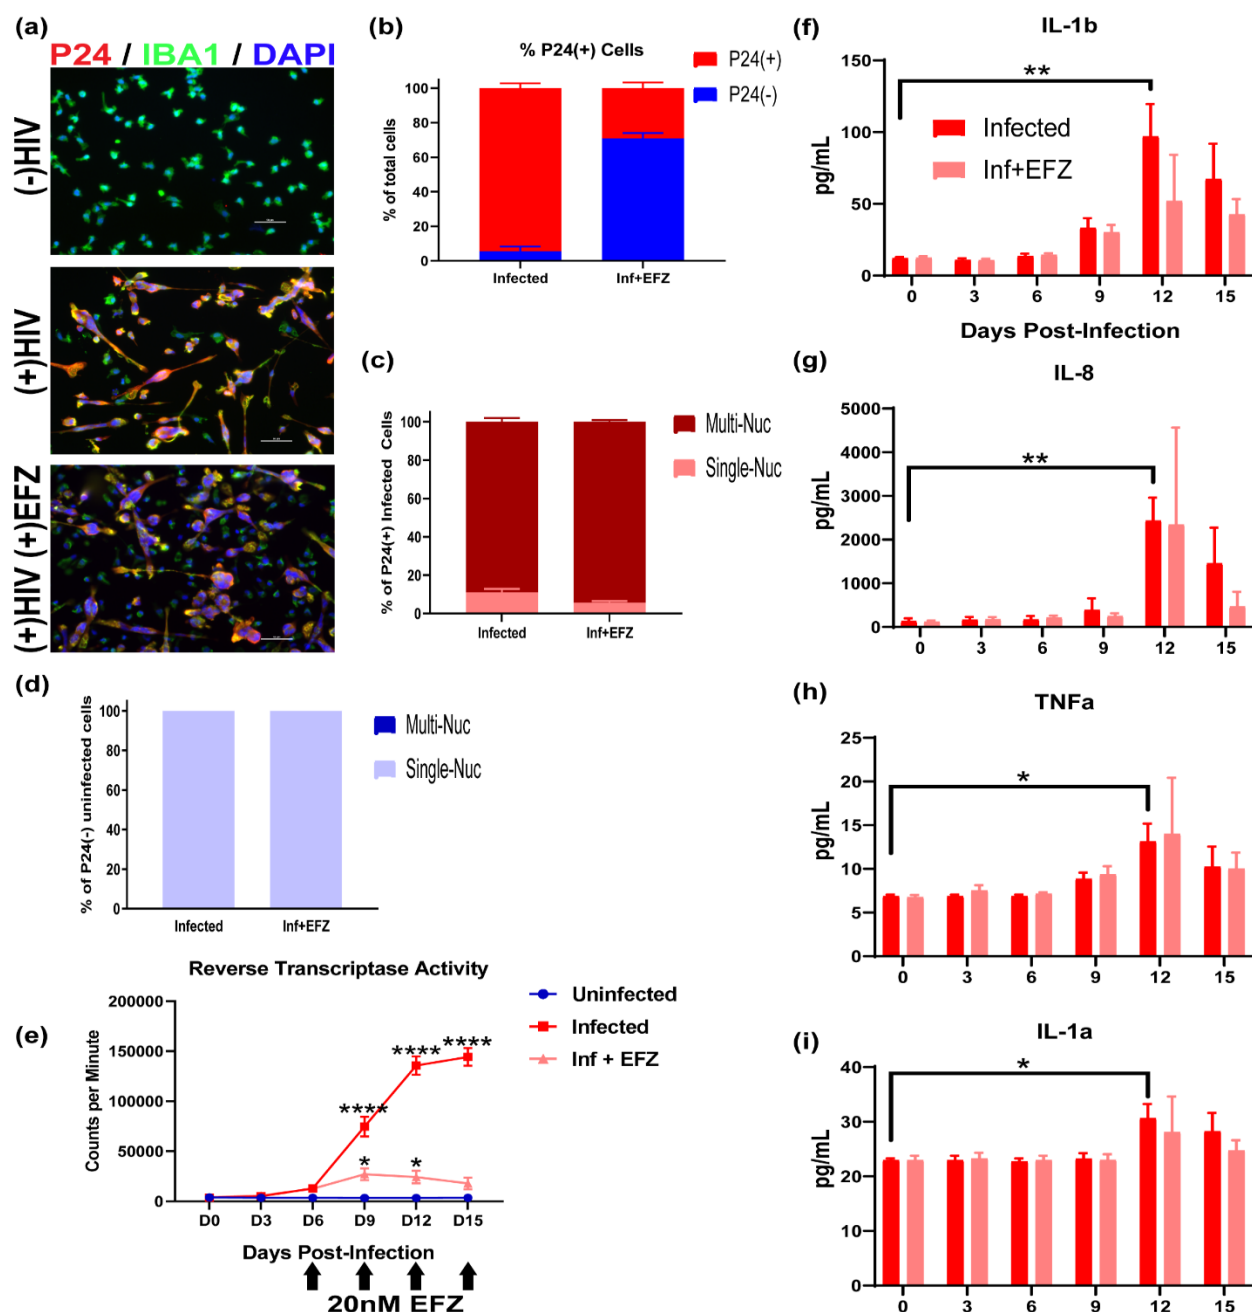 (a)
P24 / IBA1 / DAPI
(-)HIV
(+)HIV
(+)HIV (+)EFZ
(b)
% P24(+) Cells
P24(+)
P24(-)
% of total cells
100
80
60
40
20
0
Infected
Inf+EFZ
(c)
% of P24(+) Infected Cells
100
80
60
40
20
0
Infected
Inf+EFZ
Multi-Nuc
Single-Nuc
(d)
% of P24(-) uninfected cells
100
80
60
40
20
0
Infected
Inf+EFZ
Multi-Nuc
Single-Nuc
(e)
Reverse Transcriptase Activity
Counts per Minute
200000
150000
100000
50000
0
D0 D3 D6 D9 D12 D15
Days Post-Infection
20nM EFZ
Uninfected
Infected
Inf + EFZ
****
****
****
*
*
(f)
IL-1b
pg/mL
150
100
50
0
**
Infected
Inf+EFZ
0 3 6 9 12 15
Days Post-Infection
(g)
IL-8
pg/mL
5000
4000
3000
2000
1000
0
**
0 3 6 9 12 15
(h)
TNFa
pg/mL
25
20
15
10
5
0
*
0 3 6 9 12 15
(i)
IL-1a
pg/mL
40
30
20
10
0
*
0 3 6 9 12 15